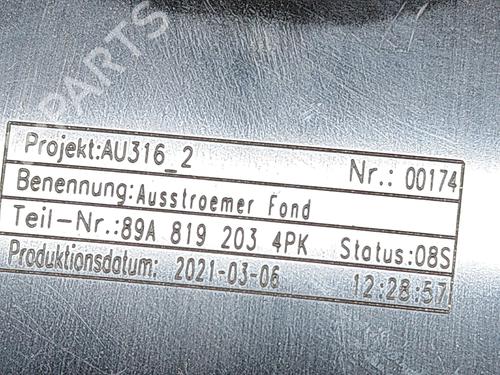 PARTS
Projekt:AU316_2 Nr.: 00174
Benennung:Ausstroemer Fond
Teil-Nr.:89A 819 203 4PK Status:08S
Produktionsdatum: 2021-03-06 12:28:57